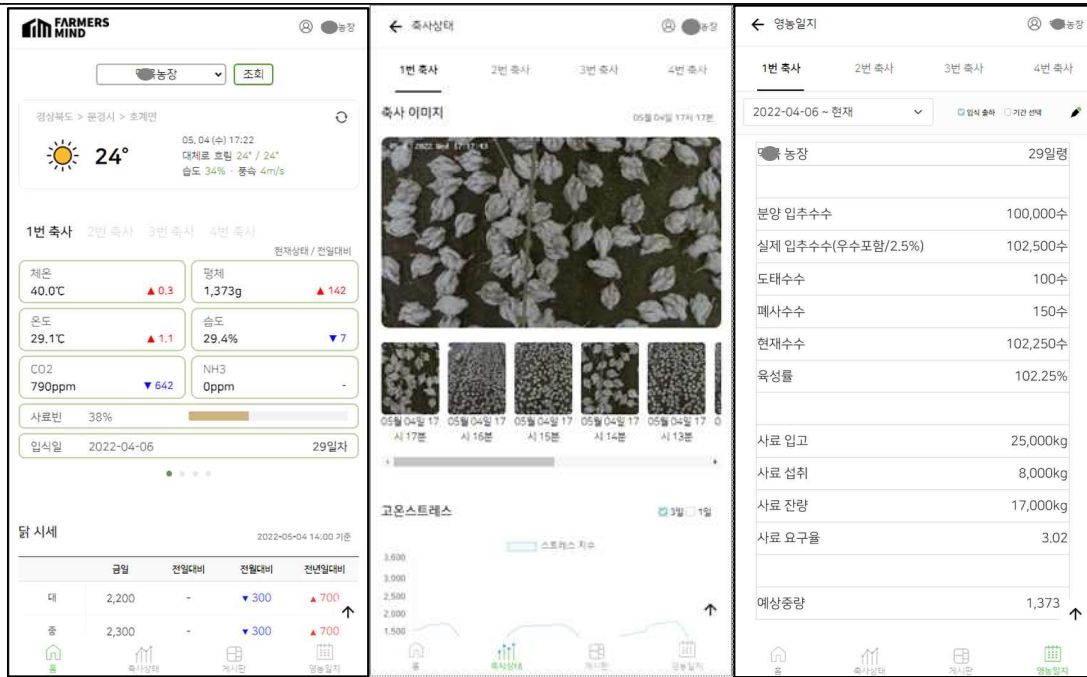 FARMERS
MIND
농장
농장
조회
경상북도 > 문경시 > 호계면
24°
05, 04 (수) 17:22
대체로 흐림 24° / 24°
습도 34% · 풍속 4m/s
1번 축사 2번 축사 3번 축사 4번 축사
현재상태 / 전일대비
체온
40.0℃ ▲ 0.3
평체
1,373g ▲ 142
온도
29.1℃ ▲ 1.1
습도
29.4% ▼ 7
CO2
790ppm ▼ 642
NH3
0ppm -
사료빈 38%
입식일 2022-04-06 29일차
닭 시세
2022-05-04 14:00 기준
금일 전일대비 전월대비 전년일대비
대 2,200 - ▼ 300 ▲ 700
중 2,300 - ▼ 300 ▲ 700
홈 축사상태 게시판 영농일지
축사상태
농장
1번 축사 2번 축사 3번 축사 4번 축사
축사 이미지
05월 04일 17시 17분
2022 Wed 17:17:43
05월 04일 17시 17분
05월 04일 17시 16분
05월 04일 17시 15분
05월 04일 17시 14분
05월 04일 17시 13분
고온스트레스
3일 1일
스트레스 지수
3,600
3,000
2,500
2,000
1,500
홈 축사상태 게시판 영농일지
영농일지
농장
1번 축사 2번 축사 3번 축사 4번 축사
2022-04-06 ~ 현재
입식 출하 기간 선택
농장 29일령
분양 입추수수 100,000수
실제 입추수수(우수포함/2.5%) 102,500수
도태수수 100수
폐사수수 150수
현재수수 102,250수
육성률 102.25%
사료 입고 25,000kg
사료 섭취 8,000kg
사료 잔량 17,000kg
사료 요구율 3.02
예상중량 1,373
홈 축사상태 게시판 영농일지